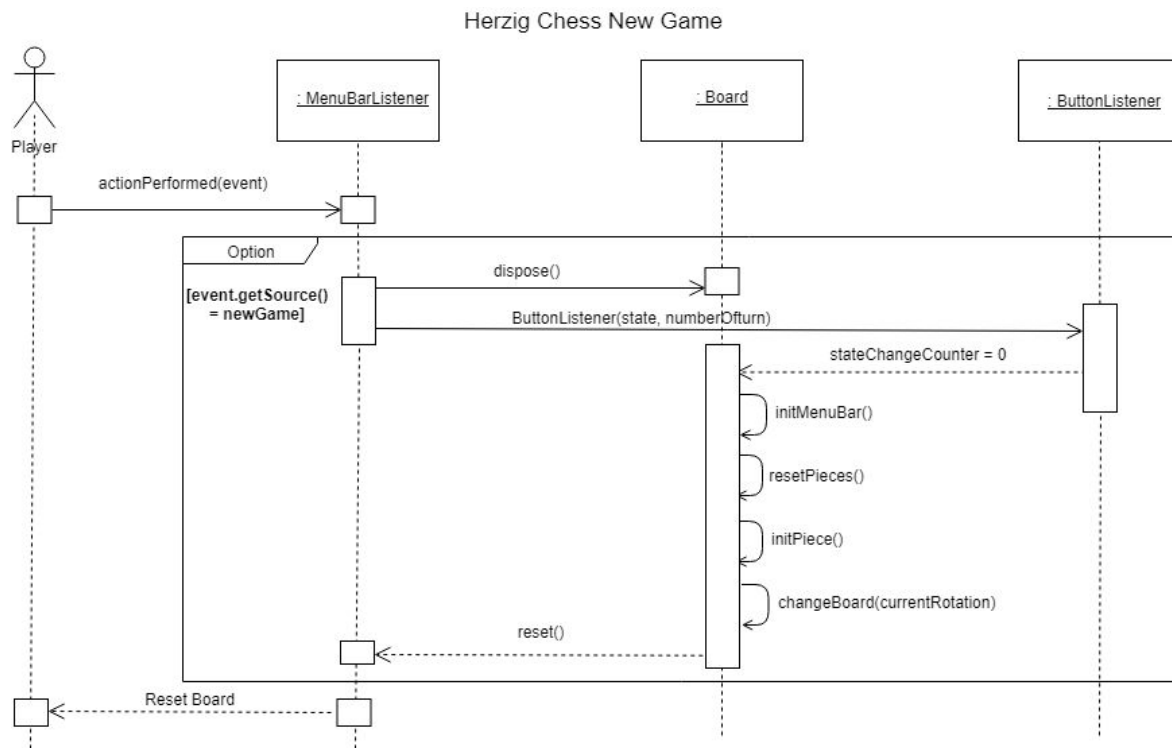 Herzig Chess New Game
: MenuBarListener
: Board
: ButtonListener
Player
actionPerformed(event)
Option
dispose()
[event.getSource()
= newGame]
ButtonListener(state, numberOfturn)
stateChangeCounter = 0
initMenuBar()
resetPieces()
initPiece()
changeBoard(currentRotation)
reset()
Reset Board